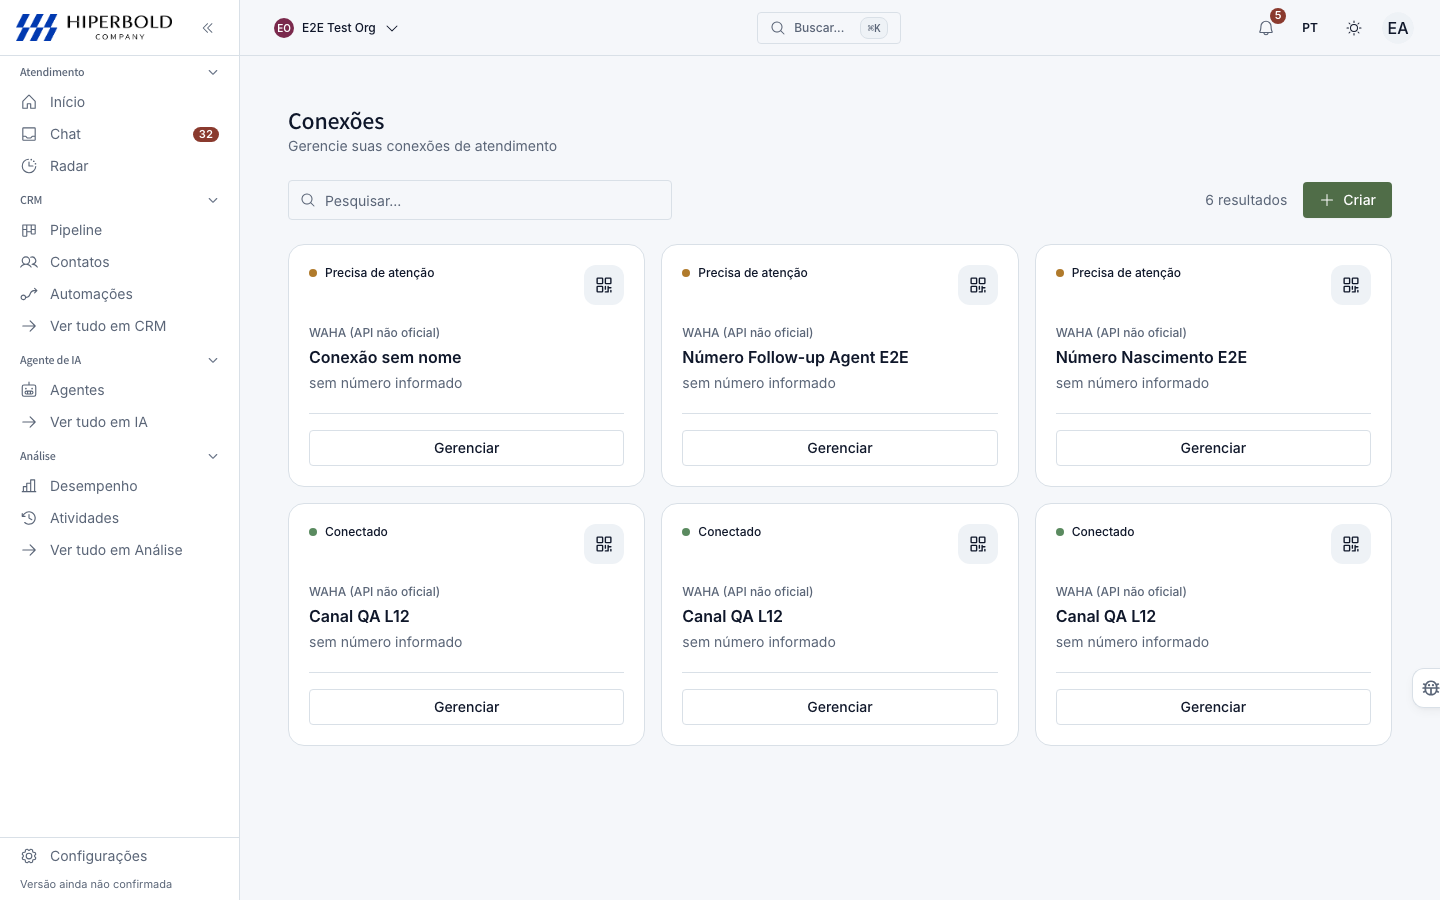 HIPERBOLD
COMPANY
EO E2E Test Org
Buscar... ⌘K
5
PT
EA
Atendimento
Início
Chat 32
Radar
CRM
Pipeline
Contatos
Automações
Ver tudo em CRM
Agente de IA
Agentes
Ver tudo em IA
Análise
Desempenho
Atividades
Ver tudo em Análise
Configurações
Versão ainda não confirmada
Conexões
Gerencie suas conexões de atendimento
Pesquisar...
6 resultados
Criar
Precisa de atenção
WAHA (API não oficial)
Conexão sem nome
sem número informado
Gerenciar
Precisa de atenção
WAHA (API não oficial)
Número Follow-up Agent E2E
sem número informado
Gerenciar
Precisa de atenção
WAHA (API não oficial)
Número Nascimento E2E
sem número informado
Gerenciar
Conectado
WAHA (API não oficial)
Canal QA L12
sem número informado
Gerenciar
Conectado
WAHA (API não oficial)
Canal QA L12
sem número informado
Gerenciar
Conectado
WAHA (API não oficial)
Canal QA L12
sem número informado
Gerenciar